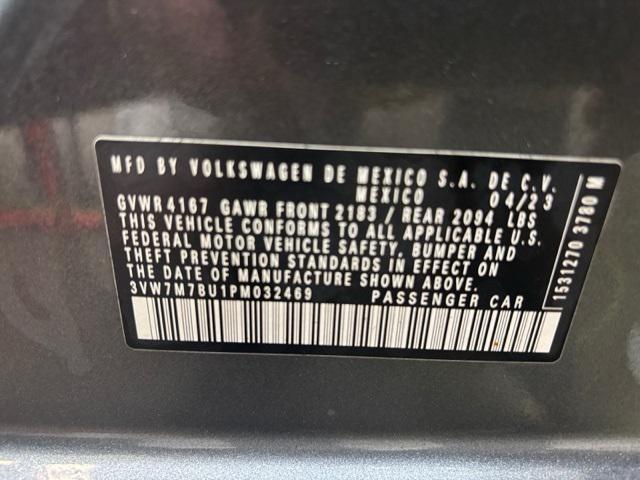 MFD BY VOLKSWAGEN DE MEXICO S.A. DE C.V.
MEXICO 04/23
GVWR 4167 GAWR FRONT 2183 / REAR 2094 LBS
THIS VEHICLE CONFORMS TO ALL APPLICABLE U.S.
FEDERAL MOTOR VEHICLE SAFETY, BUMPER AND
THEFT PREVENTION STANDARDS IN EFFECT ON
THE DATE OF MANUFACTURE SHOWN ABOVE.
3VW7M7BU1PM032469 PASSENGER CAR
1531270 3780 M